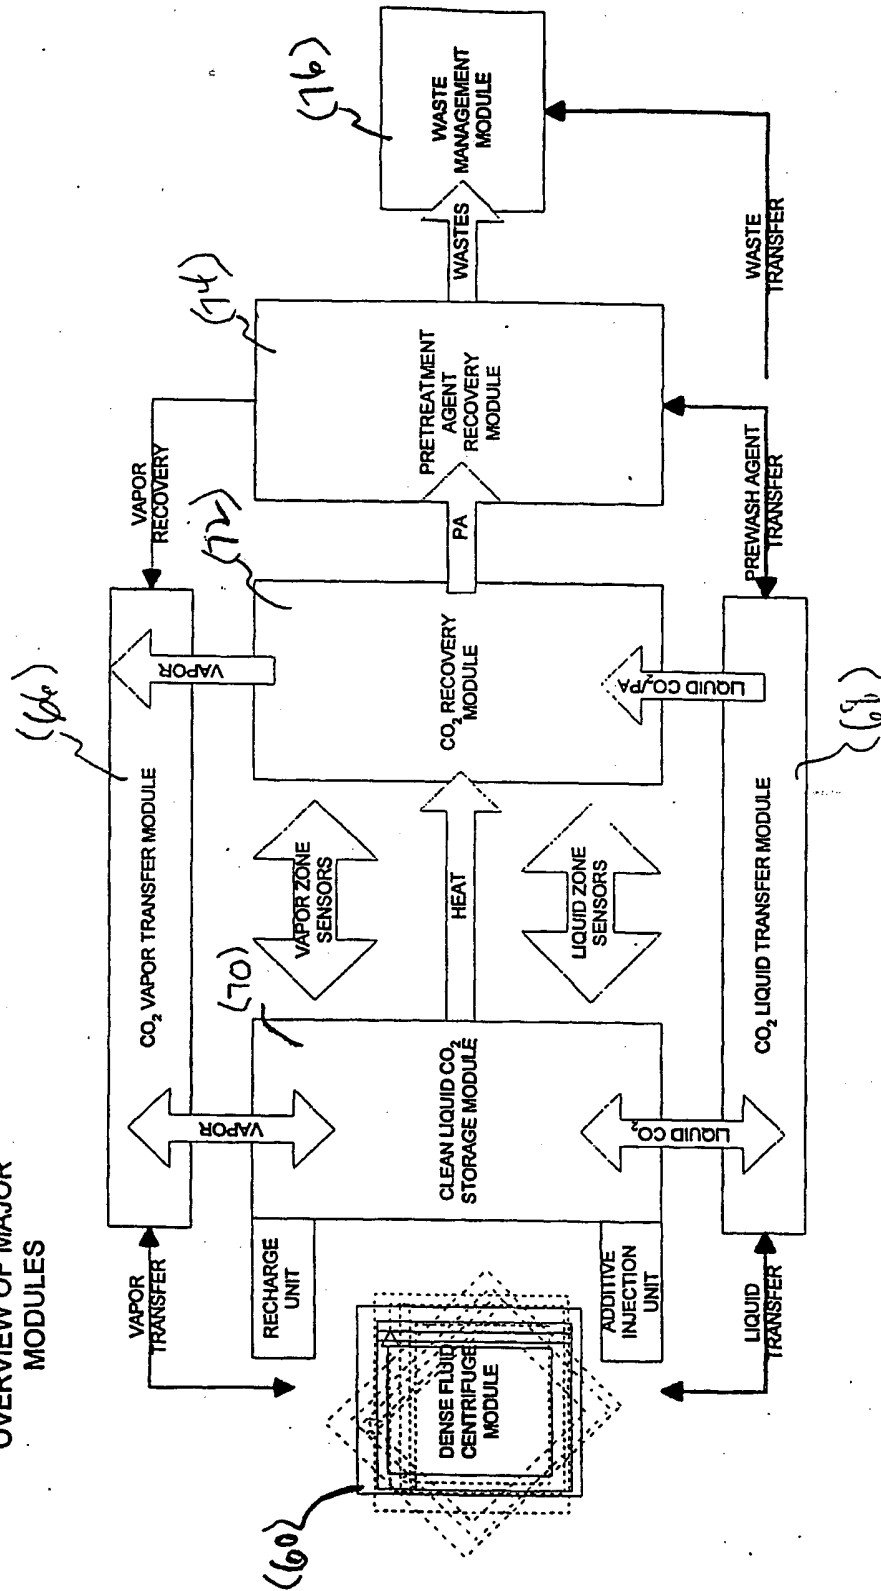 OVERVIEW OF MAJOR
MODULES
(66)
(72)
(74)
(76)
(70)
(60)
VAPOR
TRANSFER
CO2 VAPOR TRANSFER MODULE
VAPOR
RECOVERY
VAPOR
VAPOR
RECHARGE
UNIT
DENSE FLUID
CENTRIFUGE
MODULE
ADDITIVE
INJECTION
UNIT
CLEAN LIQUID CO2
STORAGE MODULE
VAPOR ZONE
SENSORS
HEAT
LIQUID ZONE
SENSORS
CO2 RECOVERY
MODULE
PA
PRETREATMENT
AGENT
RECOVERY
MODULE
WASTES
WASTE
MANAGEMENT
MODULE
LIQUID CO2
LIQUID CO2/PA
LIQUID
TRANSFER
CO2 LIQUID TRANSFER MODULE
PREWASH AGENT
TRANSFER
WASTE
TRANSFER